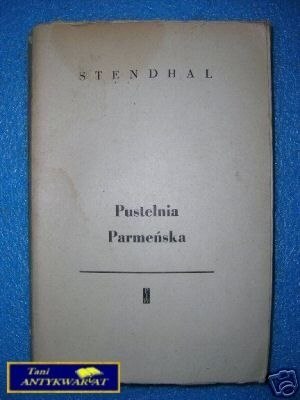 STENDHAL
Pustelnia
Parmeńska
Tani
ANTYKWARIAT